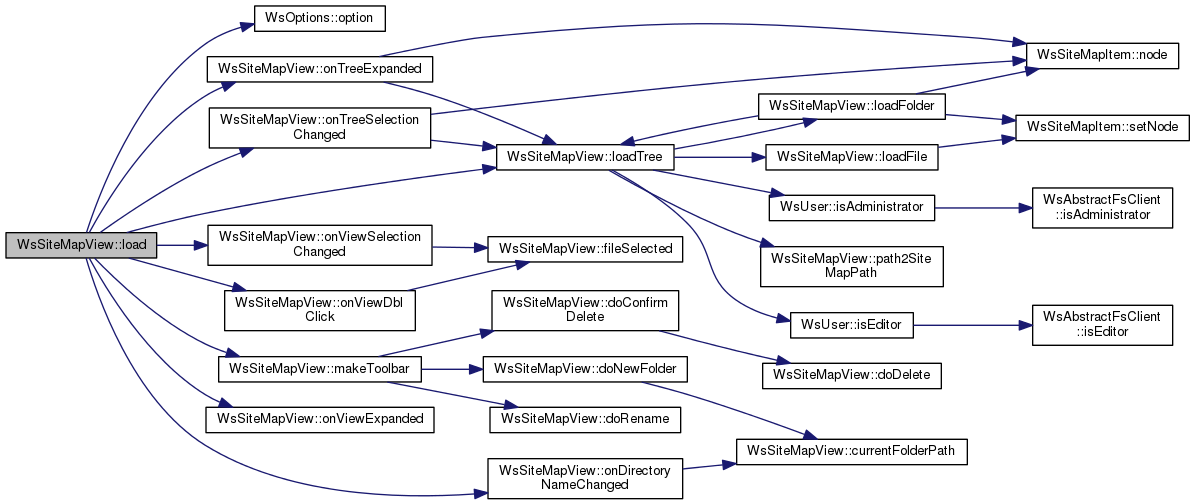 WsSiteMapView::load
WsOptions::option
WsSiteMapView::onTreeExpanded
WsSiteMapView::onTreeSelection
Changed
WsSiteMapView::onViewSelection
Changed
WsSiteMapView::onViewDbl
Click
WsSiteMapView::makeToolbar
WsSiteMapView::onViewExpanded
WsSiteMapView::loadTree
WsSiteMapView::fileSelected
WsSiteMapView::doConfirm
Delete
WsSiteMapView::doNewFolder
WsSiteMapView::doRename
WsSiteMapView::onDirectory
NameChanged
WsSiteMapView::loadFolder
WsSiteMapView::loadFile
WsUser::isAdministrator
WsSiteMapView::path2Site
MapPath
WsUser::isEditor
WsSiteMapView::doDelete
WsSiteMapView::currentFolderPath
WsSiteMapItem::node
WsSiteMapItem::setNode
WsAbstractFsClient
::isAdministrator
WsAbstractFsClient
::isEditor